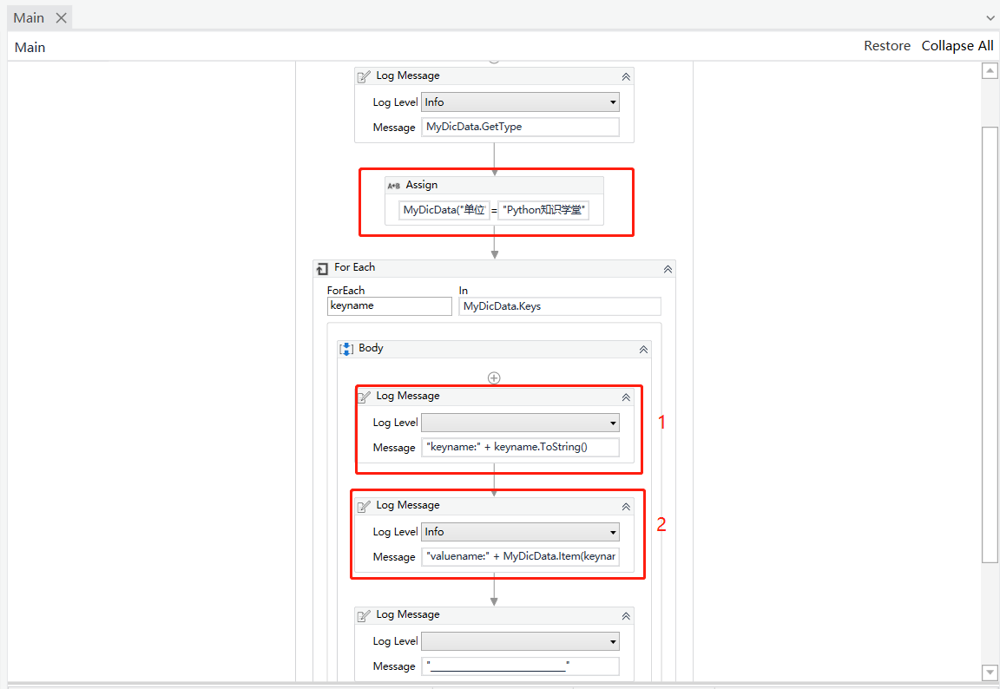 Main
Main Restore Collapse All
Log Message
Log Level Info
Message MyDicData.GetType
A+B Assign
MyDicData("单位 = "Python知识学堂"
For Each
ForEach In
keyname MyDicData.Keys
Body
Log Message
Log Level 1
Message "keyname:" + keyname.ToString()
Log Message
Log Level Info 2
Message "valuename:" + MyDicData.Item(keynar
Log Message
Log Level
Message "__________________________"